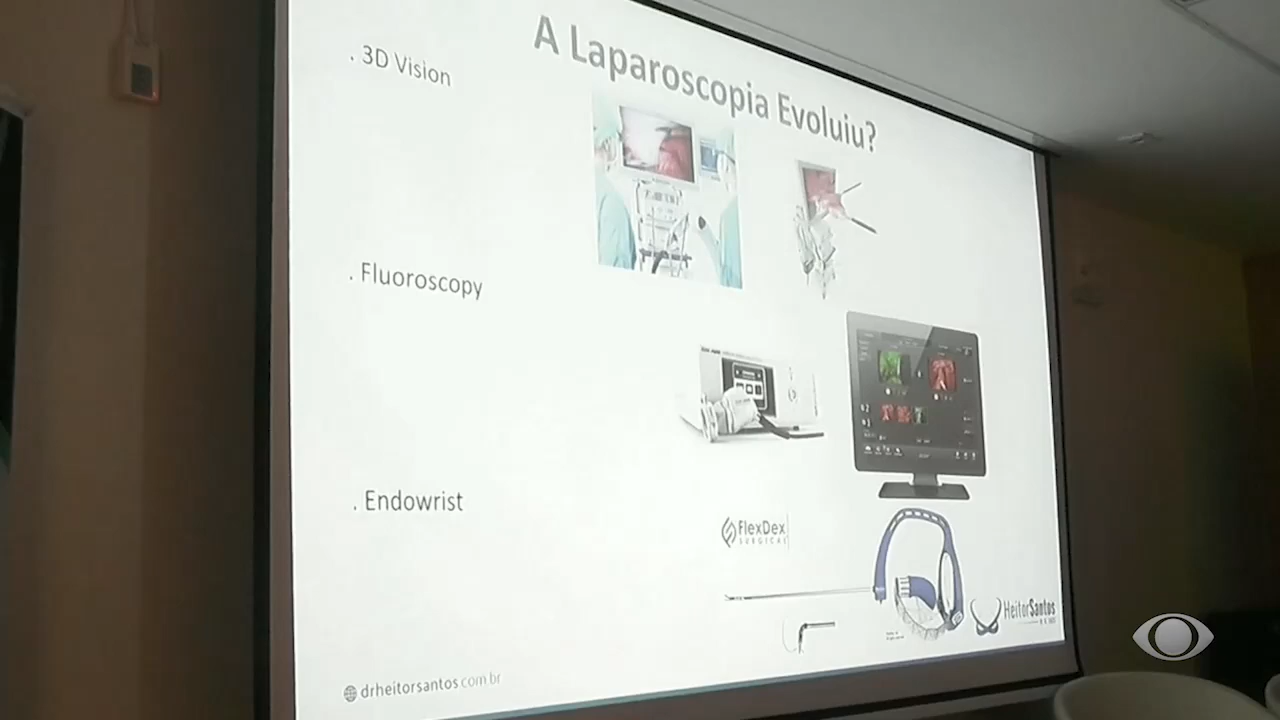 A Laparoscopia Evoluiu?
. 3D Vision
. Fluoroscopy
. Endowrist
FlexDex
SURGICAL
HeitorSantos
drheitorsantos.com.br